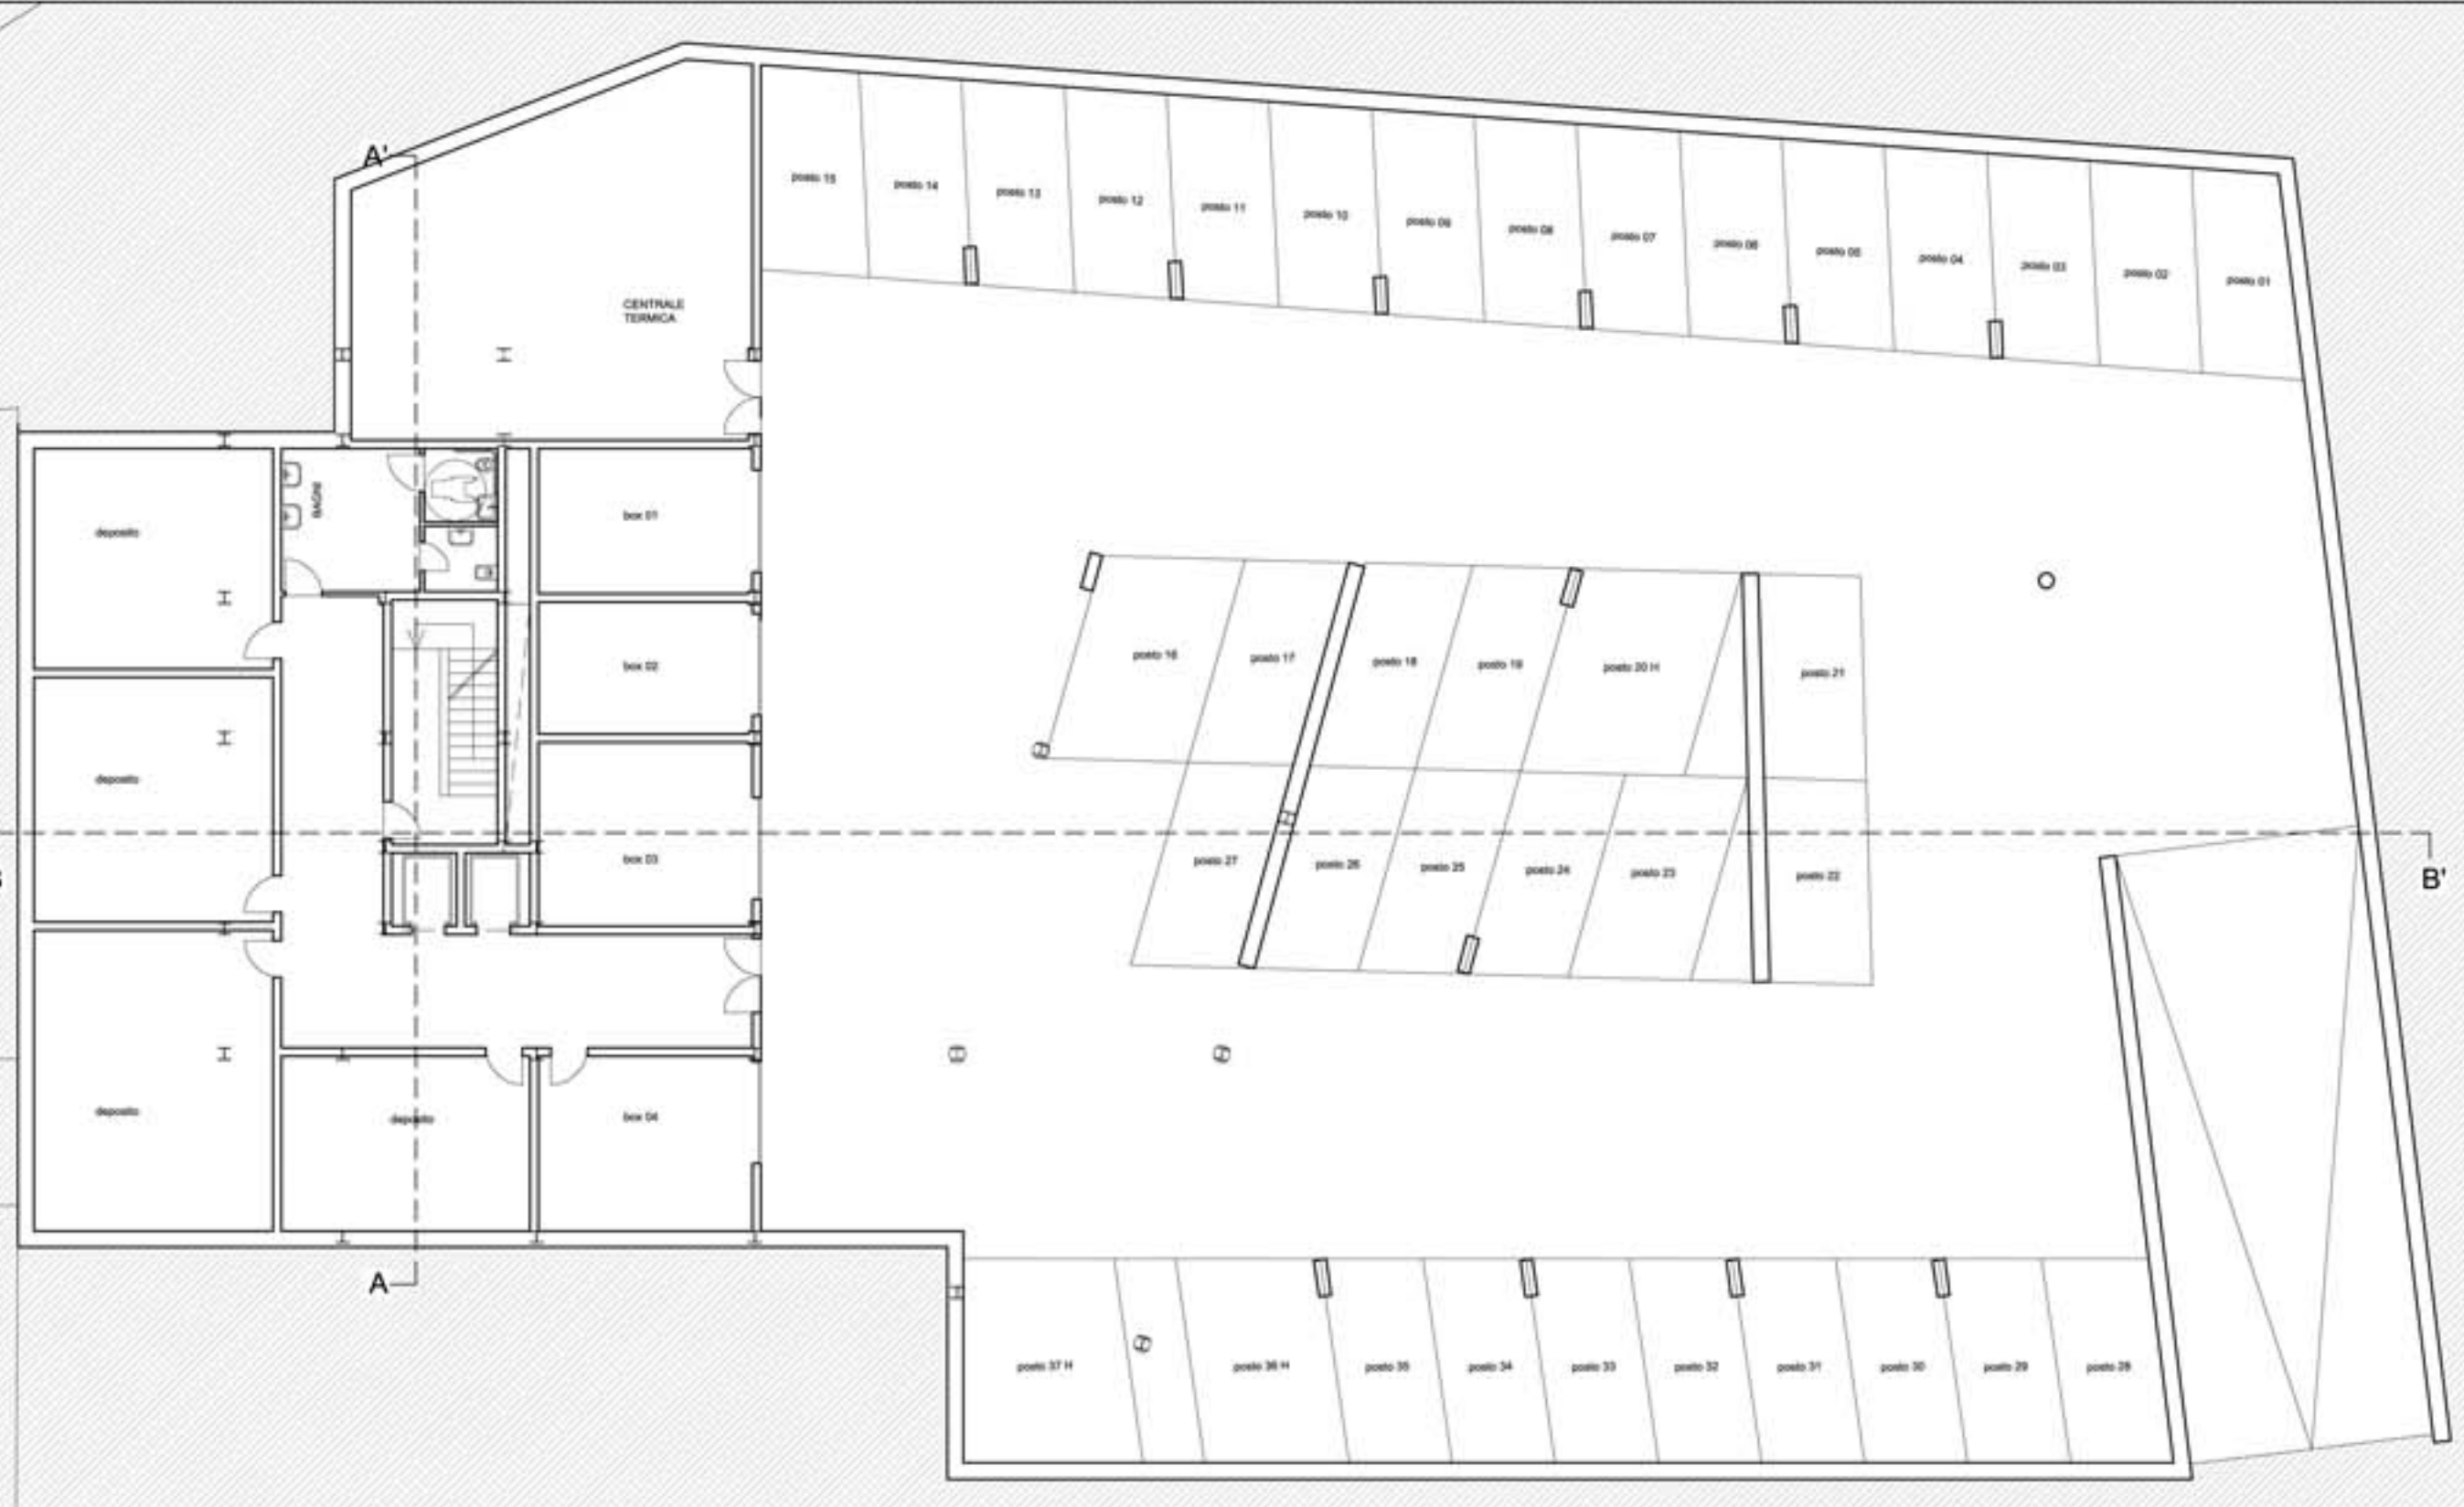 A'
posto 15
posto 14
posto 13
posto 12
posto 11
posto 10
posto 09
posto 08
posto 07
posto 06
posto 05
posto 04
posto 03
posto 02
posto 01
CENTRALE
TERMICA
BAGNI
deposito
box 01
box 02
posto 16
posto 17
posto 18
posto 19
posto 20 H
posto 21
deposito
box 03
posto 27
posto 26
posto 25
posto 24
posto 23
posto 22
B'
deposito
deposito
box 04
A
posto 37 H
posto 36 H
posto 35
posto 34
posto 33
posto 32
posto 31
posto 30
posto 29
posto 28